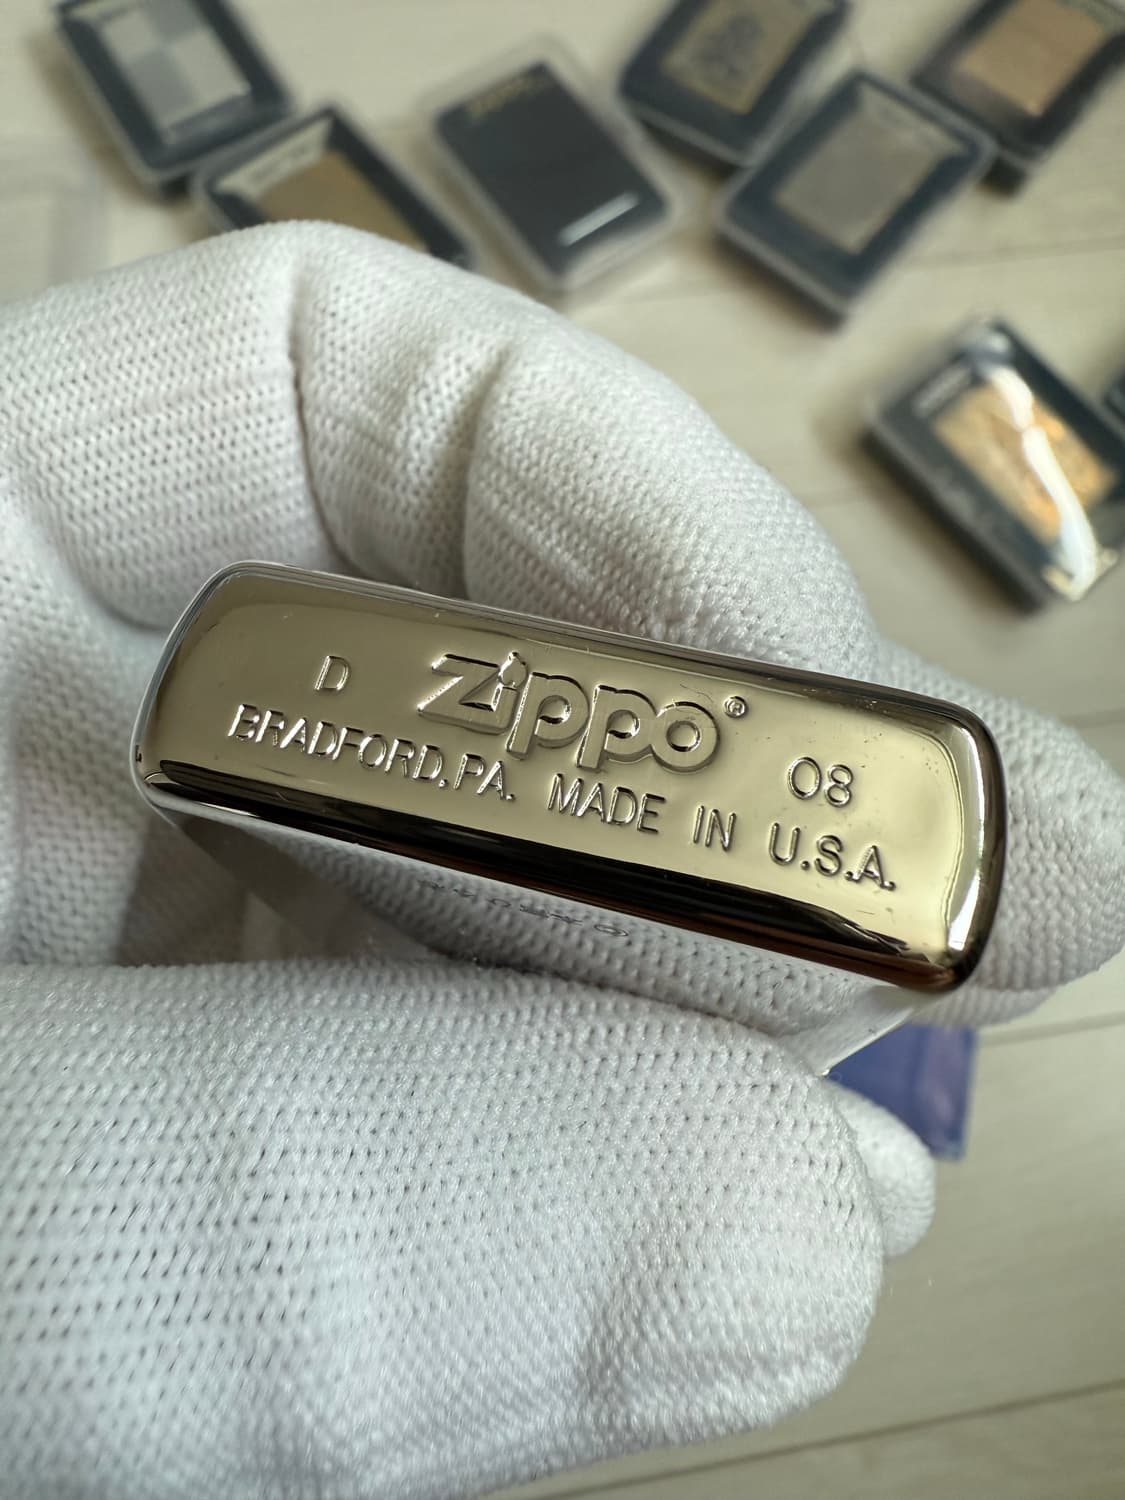 D Zippo® 08
BRADFORD, PA. MADE IN U.S.A.